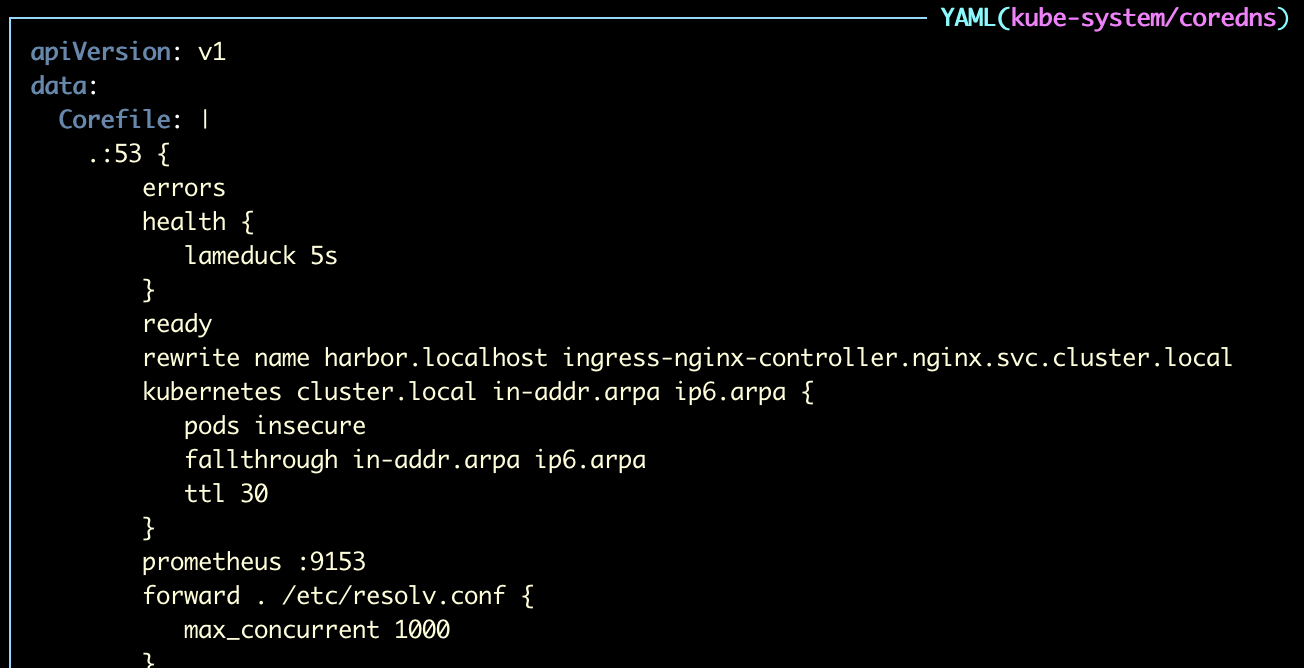 YAML(kube-system/coredns)
apiVersion: v1
data:
  Corefile: |
    .:53 {
        errors
        health {
           lameduck 5s
        }
        ready
        rewrite name harbor.localhost ingress-nginx-controller.nginx.svc.cluster.local
        kubernetes cluster.local in-addr.arpa ip6.arpa {
           pods insecure
           fallthrough in-addr.arpa ip6.arpa
           ttl 30
        }
        prometheus :9153
        forward . /etc/resolv.conf {
           max_concurrent 1000
        }